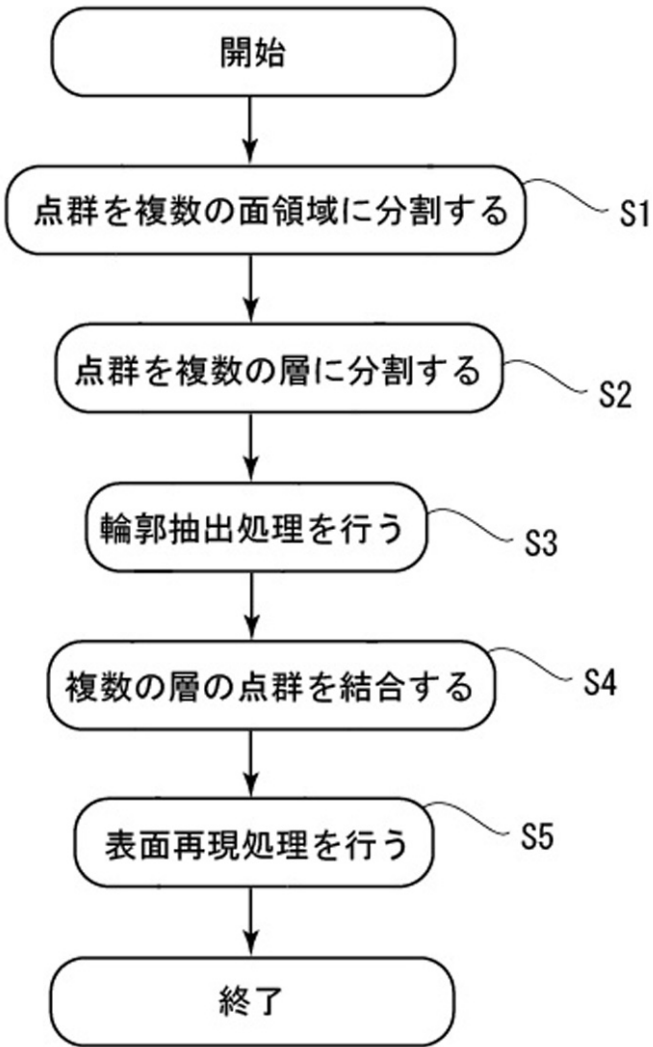 開始
点群を複数の面領域に分割する
S1
点群を複数の層に分割する
S2
輪郭抽出処理を行う
S3
複数の層の点群を結合する
S4
表面再現処理を行う
S5
終了